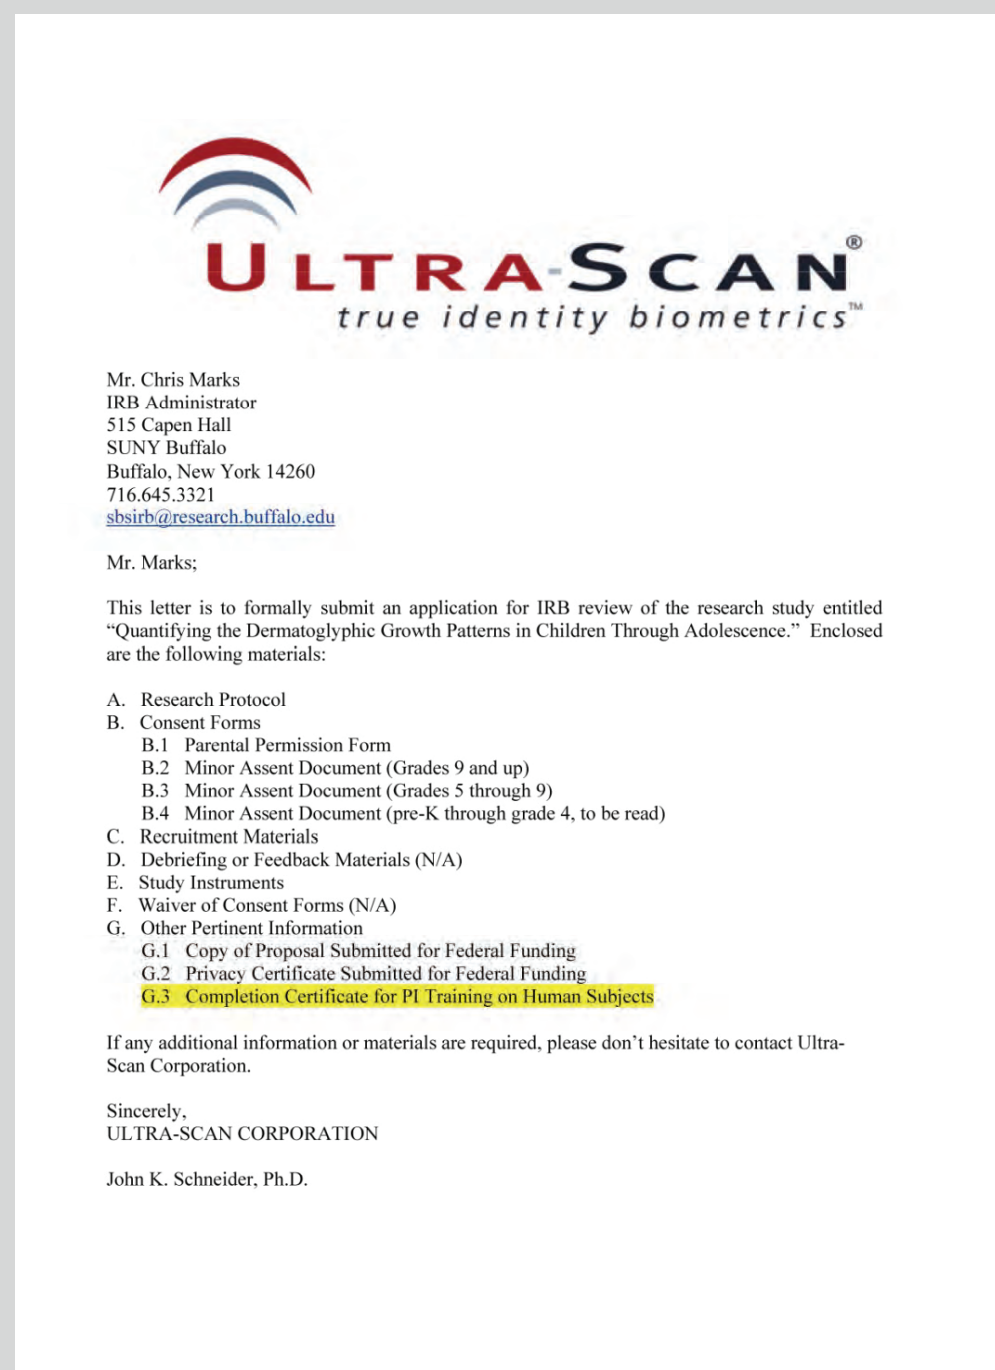 ULTRA-SCAN®
true identity biometrics™
Mr. Chris Marks
IRB Administrator
515 Capen Hall
SUNY Buffalo
Buffalo, New York 14260
716.645.3321
sbsirb@research.buffalo.edu
Mr. Marks;
This letter is to formally submit an application for IRB review of the research study entitled
“Quantifying the Dermatoglyphic Growth Patterns in Children Through Adolescence.” Enclosed
are the following materials:
A. Research Protocol
B. Consent Forms
B.1 Parental Permission Form
B.2 Minor Assent Document (Grades 9 and up)
B.3 Minor Assent Document (Grades 5 through 9)
B.4 Minor Assent Document (pre-K through grade 4, to be read)
C. Recruitment Materials
D. Debriefing or Feedback Materials (N/A)
E. Study Instruments
F. Waiver of Consent Forms (N/A)
G. Other Pertinent Information
G.1 Copy of Proposal Submitted for Federal Funding
G.2 Privacy Certificate Submitted for Federal Funding
G.3 Completion Certificate for PI Training on Human Subjects
If any additional information or materials are required, please don’t hesitate to contact Ultra-
Scan Corporation.
Sincerely,
ULTRA-SCAN CORPORATION
John K. Schneider, Ph.D.